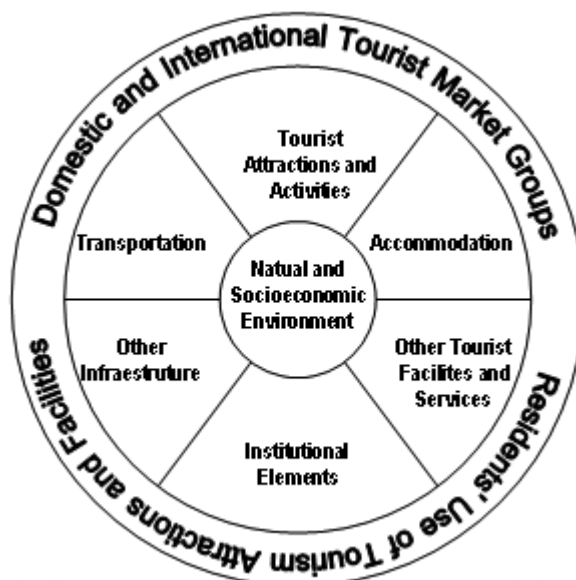 Domestic and International Tourist Market Groups
Tourist
Attractions and
Activities
Transportation
Accommodation
Natual and
Socioeconomic
Environment
Other
Infraestruture
Other Tourist
Facilites and
Services
Institutional
Elements
Residents' Use of Tourism Attractions and Facilities